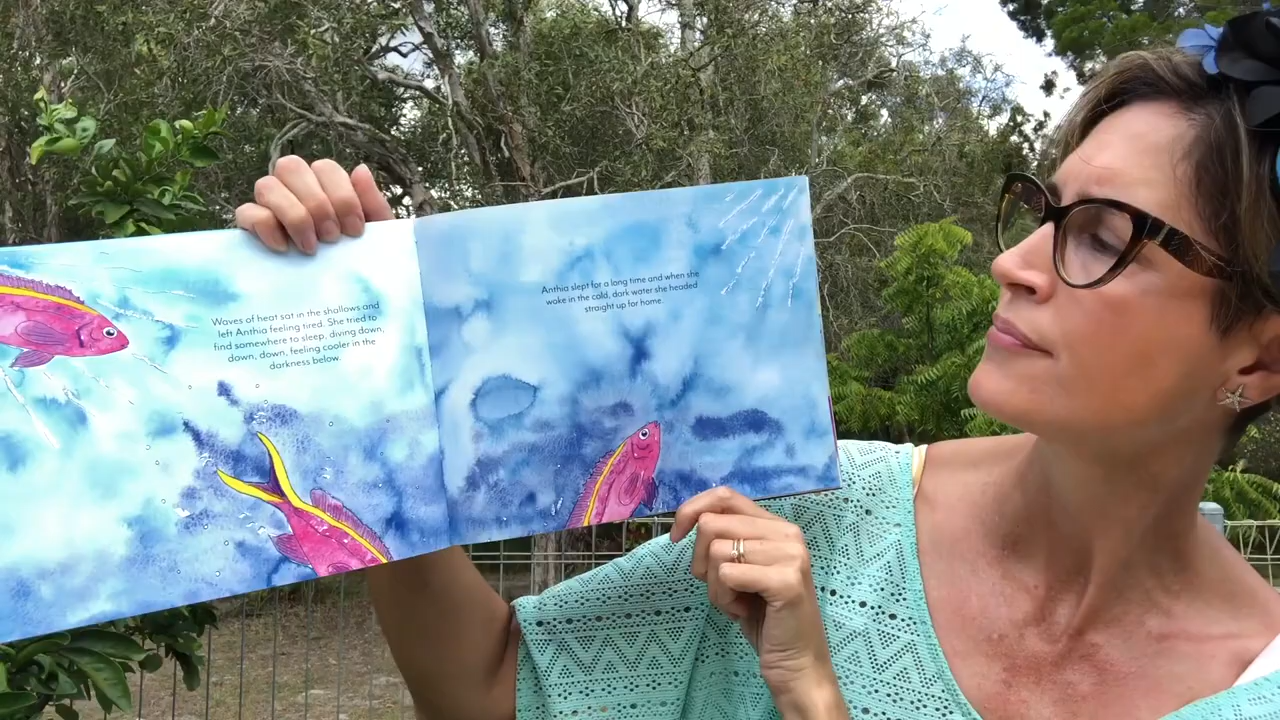 Waves of heat sat in the shallows and
left Anthia feeling tired. She tried to
find somewhere to sleep, diving down,
down, down, feeling cooler in the
darkness below.
Anthia slept for a long time and when she
woke in the cold, dark water she headed
straight up for home.